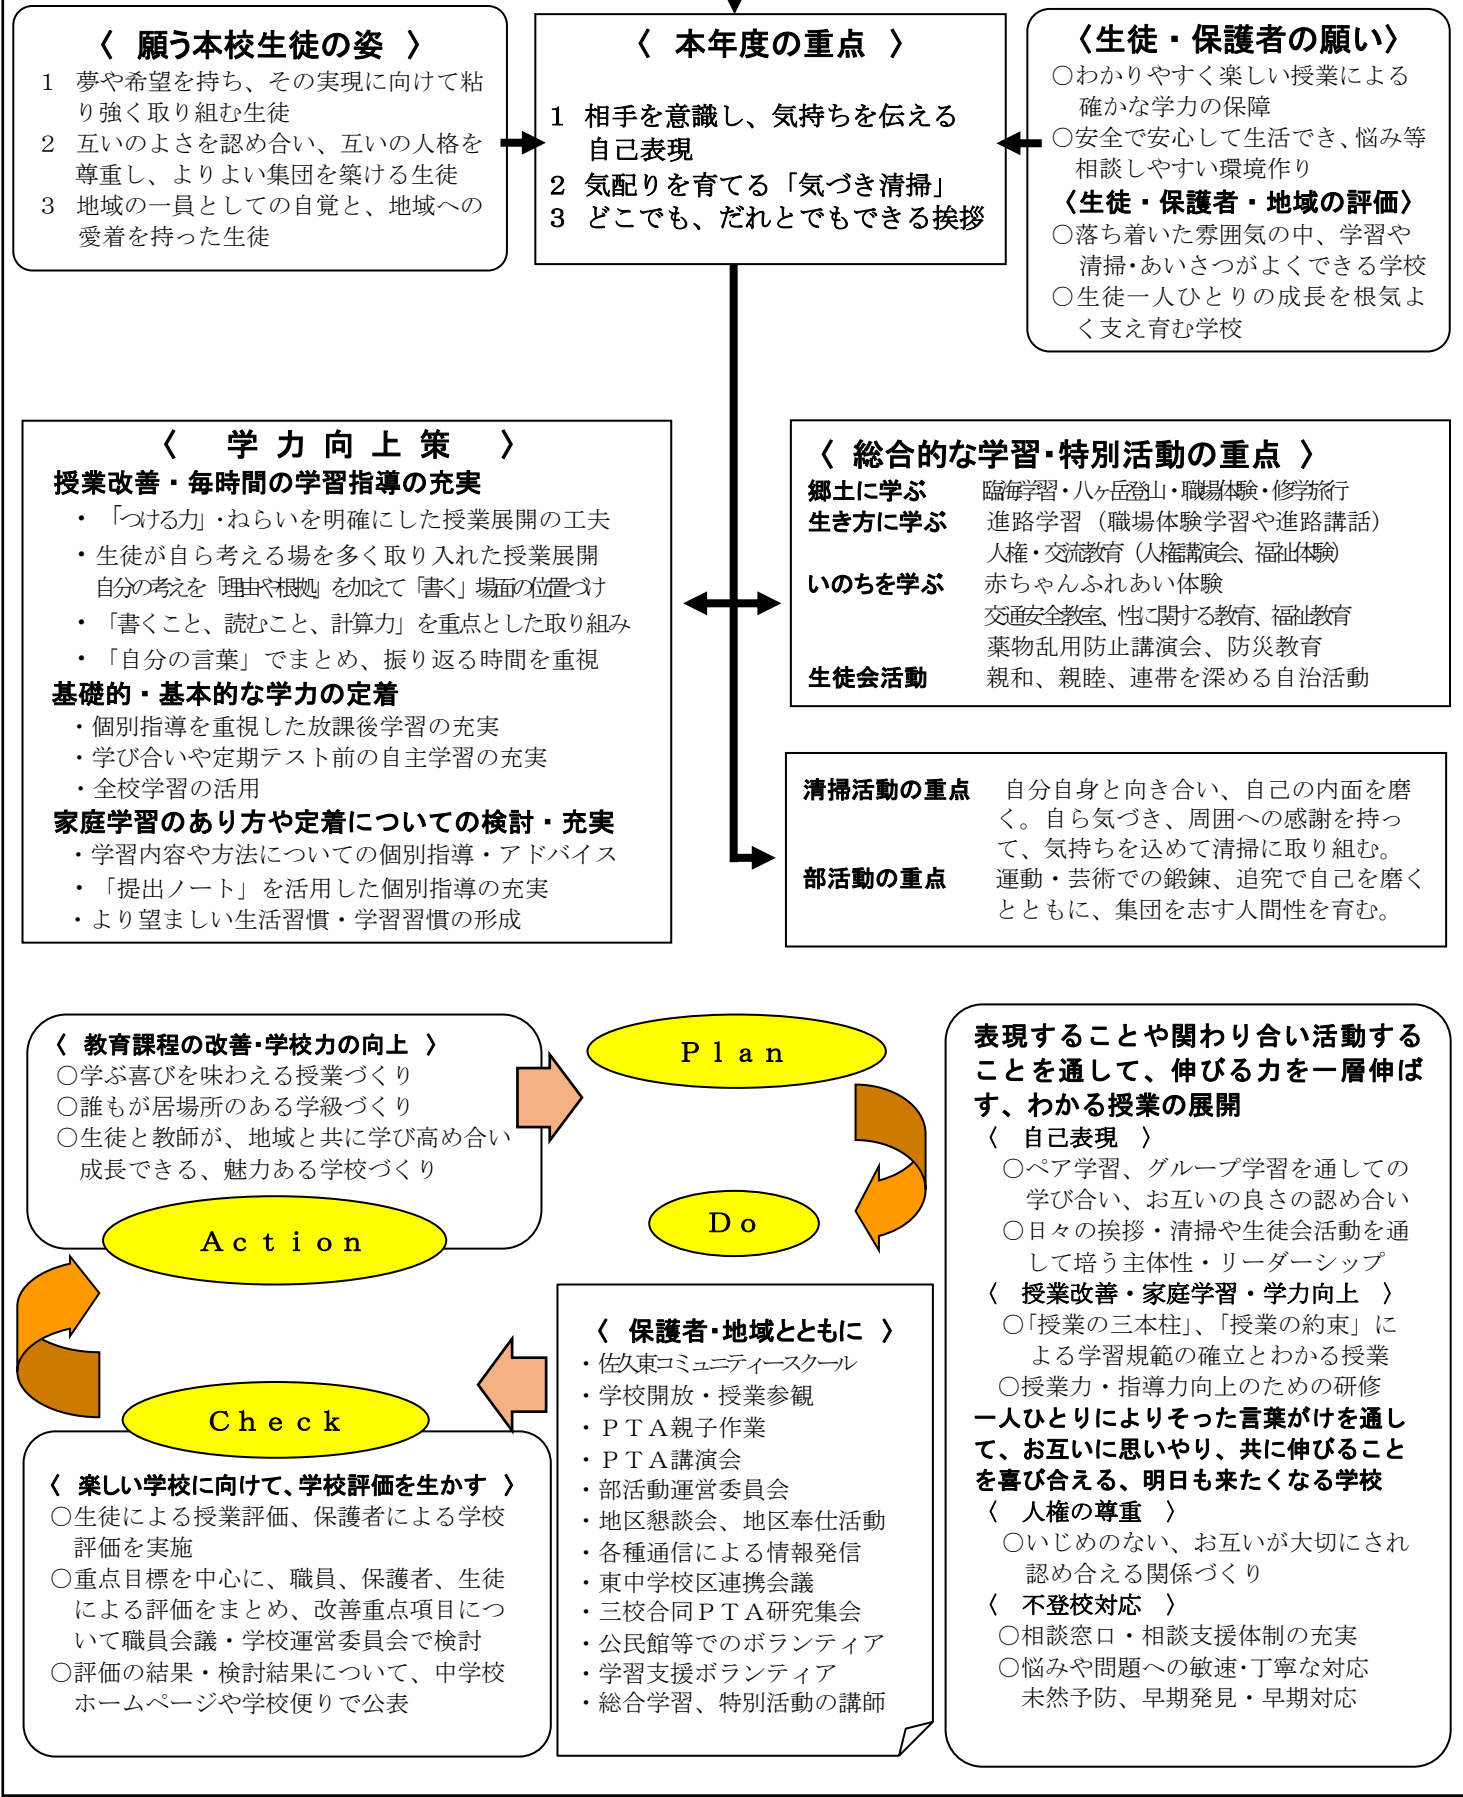 〈 願う本校生徒の姿 〉
1 夢や希望を持ち、その実現に向けて粘
り強く取り組む生徒
2 互いのよさを認め合い、互いの人格を
尊重し、よりよい集団を築ける生徒
3 地域の一員としての自覚と、地域への
愛着を持った生徒
〈 本年度の重点 〉
1 相手を意識し、気持ちを伝える
自己表現
2 気配りを育てる「気づき清掃」
3 どこでも、だれとでもできる挨拶
〈生徒・保護者の願い〉
○わかりやすく楽しい授業による
確かな学力の保障
○安全で安心して生活でき、悩み等
相談しやすい環境作り
〈生徒・保護者・地域の評価〉
○落ち着いた雰囲気の中、学習や
清掃・あいさつがよくできる学校
○生徒一人ひとりの成長を根気よ
く支え育む学校
〈 学力向上策 〉
授業改善・毎時間の学習指導の充実
・「つける力」・ねらいを明確にした授業展開の工夫
・生徒が自ら考える場を多く取り入れた授業展開
自分の考えを「理由や根拠」を加えて「書く」場面の位置づけ
・「書くこと、読むこと、計算力」を重点とした取り組み
・「自分の言葉」でまとめ、振り返る時間を重視
基礎的・基本的な学力の定着
・個別指導を重視した放課後学習の充実
・学び合いや定期テスト前の自主学習の充実
・全校学習の活用
家庭学習のあり方や定着についての検討・充実
・学習内容や方法についての個別指導・アドバイス
・「提出ノート」を活用した個別指導の充実
・より望ましい生活習慣・学習習慣の形成
〈 総合的な学習・特別活動の重点 〉
郷土に学ぶ 臨海学習・八ヶ岳登山・職場体験・修学旅行
生き方に学ぶ 進路学習（職場体験学習や進路講話）
人権・交流教育（人権講演会、福祉体験）
いのちを学ぶ 赤ちゃんふれあい体験
交通安全教室、性に関する教育、福祉教育
薬物乱用防止講演会、防災教育
生徒会活動 親和、親睦、連帯を深める自治活動
清掃活動の重点 自分自身と向き合い、自己の内面を磨
く。自ら気づき、周囲への感謝を持っ
て、気持ちを込めて清掃に取り組む。
部活動の重点 運動・芸術での鍛錬、追究で自己を磨く
とともに、集団を志す人間性を育む。
〈 教育課程の改善・学校力の向上 〉
○学ぶ喜びを味わえる授業づくり
○誰もが居場所のある学級づくり
○生徒と教師が、地域と共に学び高め合い
成長できる、魅力ある学校づくり
Action
Plan
Do
Check
〈 楽しい学校に向けて、学校評価を生かす 〉
○生徒による授業評価、保護者による学校
評価を実施
○重点目標を中心に、職員、保護者、生徒
による評価をまとめ、改善重点項目につ
いて職員会議・学校運営委員会で検討
○評価の結果・検討結果について、中学校
ホームページや学校便りで公表
〈 保護者・地域とともに 〉
・佐久東コミュニティースクール
・学校開放・授業参観
・ＰＴＡ親子作業
・ＰＴＡ講演会
・部活動運営委員会
・地区懇談会、地区奉仕活動
・各種通信による情報発信
・東中学校区連携会議
・三校合同ＰＴＡ研究集会
・公民館等でのボランティア
・学習支援ボランティア
・総合学習、特別活動の講師
表現することや関わり合い活動する
ことを通して、伸びる力を一層伸ば
す、わかる授業の展開
〈 自己表現 〉
○ペア学習、グループ学習を通しての
学び合い、お互いの良さの認め合い
○日々の挨拶・清掃や生徒会活動を通
して培う主体性・リーダーシップ
〈 授業改善・家庭学習・学力向上 〉
○「授業の三本柱」、「授業の約束」に
よる学習規範の確立とわかる授業
○授業力・指導力向上のための研修
一人ひとりによりそった言葉がけを通し
て、お互いに思いやり、共に伸びること
を喜び合える、明日も来たくなる学校
〈 人権の尊重 〉
○いじめのない、お互いが大切にされ
認め合える関係づくり
〈 不登校対応 〉
○相談窓口・相談支援体制の充実
○悩みや問題への敏速・丁寧な対応
未然予防、早期発見・早期対応